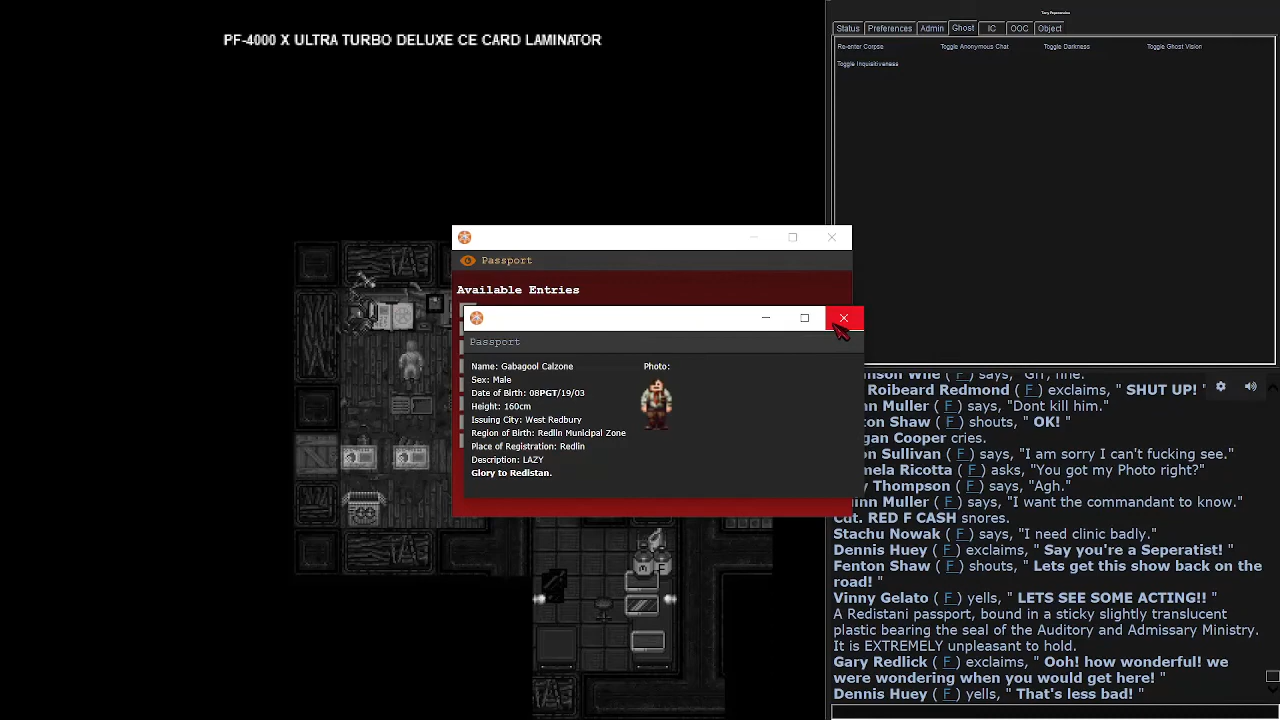 PF-4000 X ULTRA TURBO DELUXE CE CARD LAMINATOR
Status Preferences Admin Ghost IC OOC Object
Re-enter Corpse Toggle Anonymous Chat Toggle Darkness Toggle Ghost Vision
Toggle Inquisitiveness
Passport
Available Entries
Passport
Name: Gabagool Calzone
Photo:
Sex: Male
Date of Birth: 08PGT/19/03
Height: 160cm
Issuing City: West Redbury
Region of Birth: Redlin Municipal Zone
Place of Registration: Redlin
Description: LAZY
Glory to Redistan.
says, "Grr, fine."
Roibeard Redmond ( F ) exclaims, " SHUT UP! "
nn Muller ( F ) says, "Dont kill him."
ton Shaw ( F ) shouts, " OK! "
gan Cooper cries.
on Sullivan ( F ) says, "I am sorry I can't fucking see."
mela Ricotta ( F ) asks, "You got my Photo right?"
y Thompson ( F ) says, "Agh."
inn Muller ( F ) says, "I want the commandant to know."
Cut. RED F CASH snores.
Stachu Nowak ( F ) says, "I need clinic badly."
Dennis Huey ( F ) exclaims, " Say you're a Seperatist! "
Fenton Shaw ( F ) shouts, " Lets get this show back on the
road! "
Vinny Gelato ( F ) yells, " LETS SEE SOME ACTING!! "
A Redistani passport, bound in a sticky slightly translucent
plastic bearing the seal of the Auditory and Admissary Ministry.
It is EXTREMELY unpleasant to hold.
Gary Redlick ( F ) exclaims, " Ooh! how wonderful! we
were wondering when you would get here! "
Dennis Huey ( F ) yells, " That's less bad! "
M F